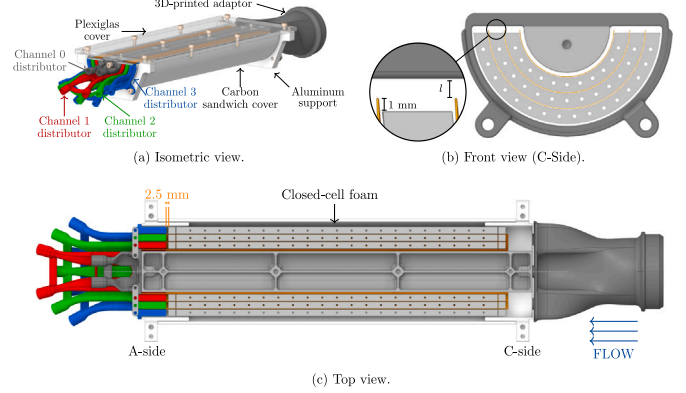 3D-printed adaptor
Plexiglas
cover
Channel 0
distributor
Channel 3
distributor
Carbon
sandwich cover
Aluminum
support
Channel 1
distributor
Channel 2
distributor
(a) Isometric view.
l
1 mm
(b) Front view (C-Side).
2.5 mm
Closed-cell foam
A-side
C-side
FLOW
(c) Top view.